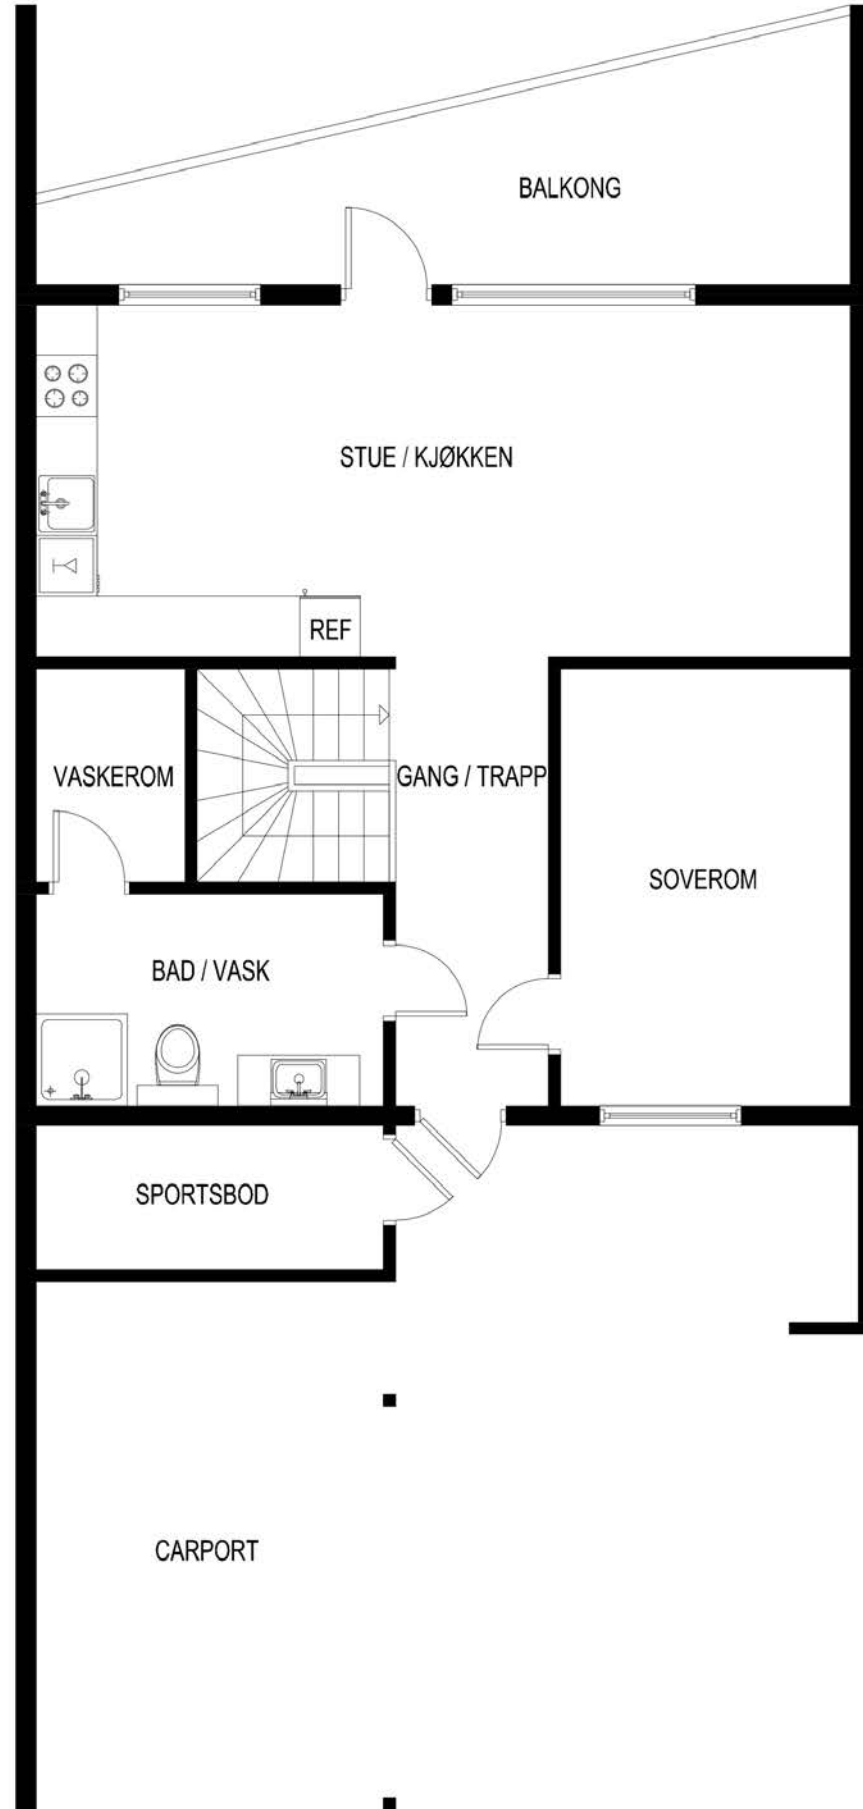 BALKONG
STUE / KJØKKEN
REF
VASKEROM
GANG / TRAPP
SOVEROM
BAD / VASK
SPORTSBOD
CARPORT